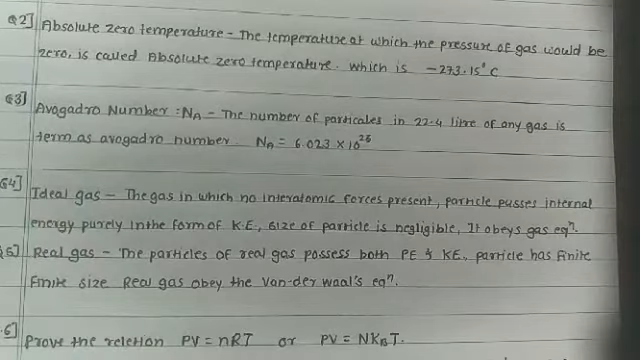 Q2] Absolute zero temperature - The temperature at which the pressure of gas would be
zero, is called Absolute zero temperature. which is -273.15°C
Q3] Avogadro Number : NA - The number of particales in 22.4 litre of any gas is
term as avogadro number. NA = 6.023 × 10²⁶
Q4] Ideal gas - The gas in which no interatomic forces present, particle pusses internal
energy purely in the form of K.E., size of particle is negligible, It obeys gas eqⁿ.
Q5] Real gas - The particles of real gas possess both PE & KE., particle has finite
finite size Real gas obey the Van-der waal's eqⁿ.
6] Prove the reletion PV = nRT or PV = NKBT.